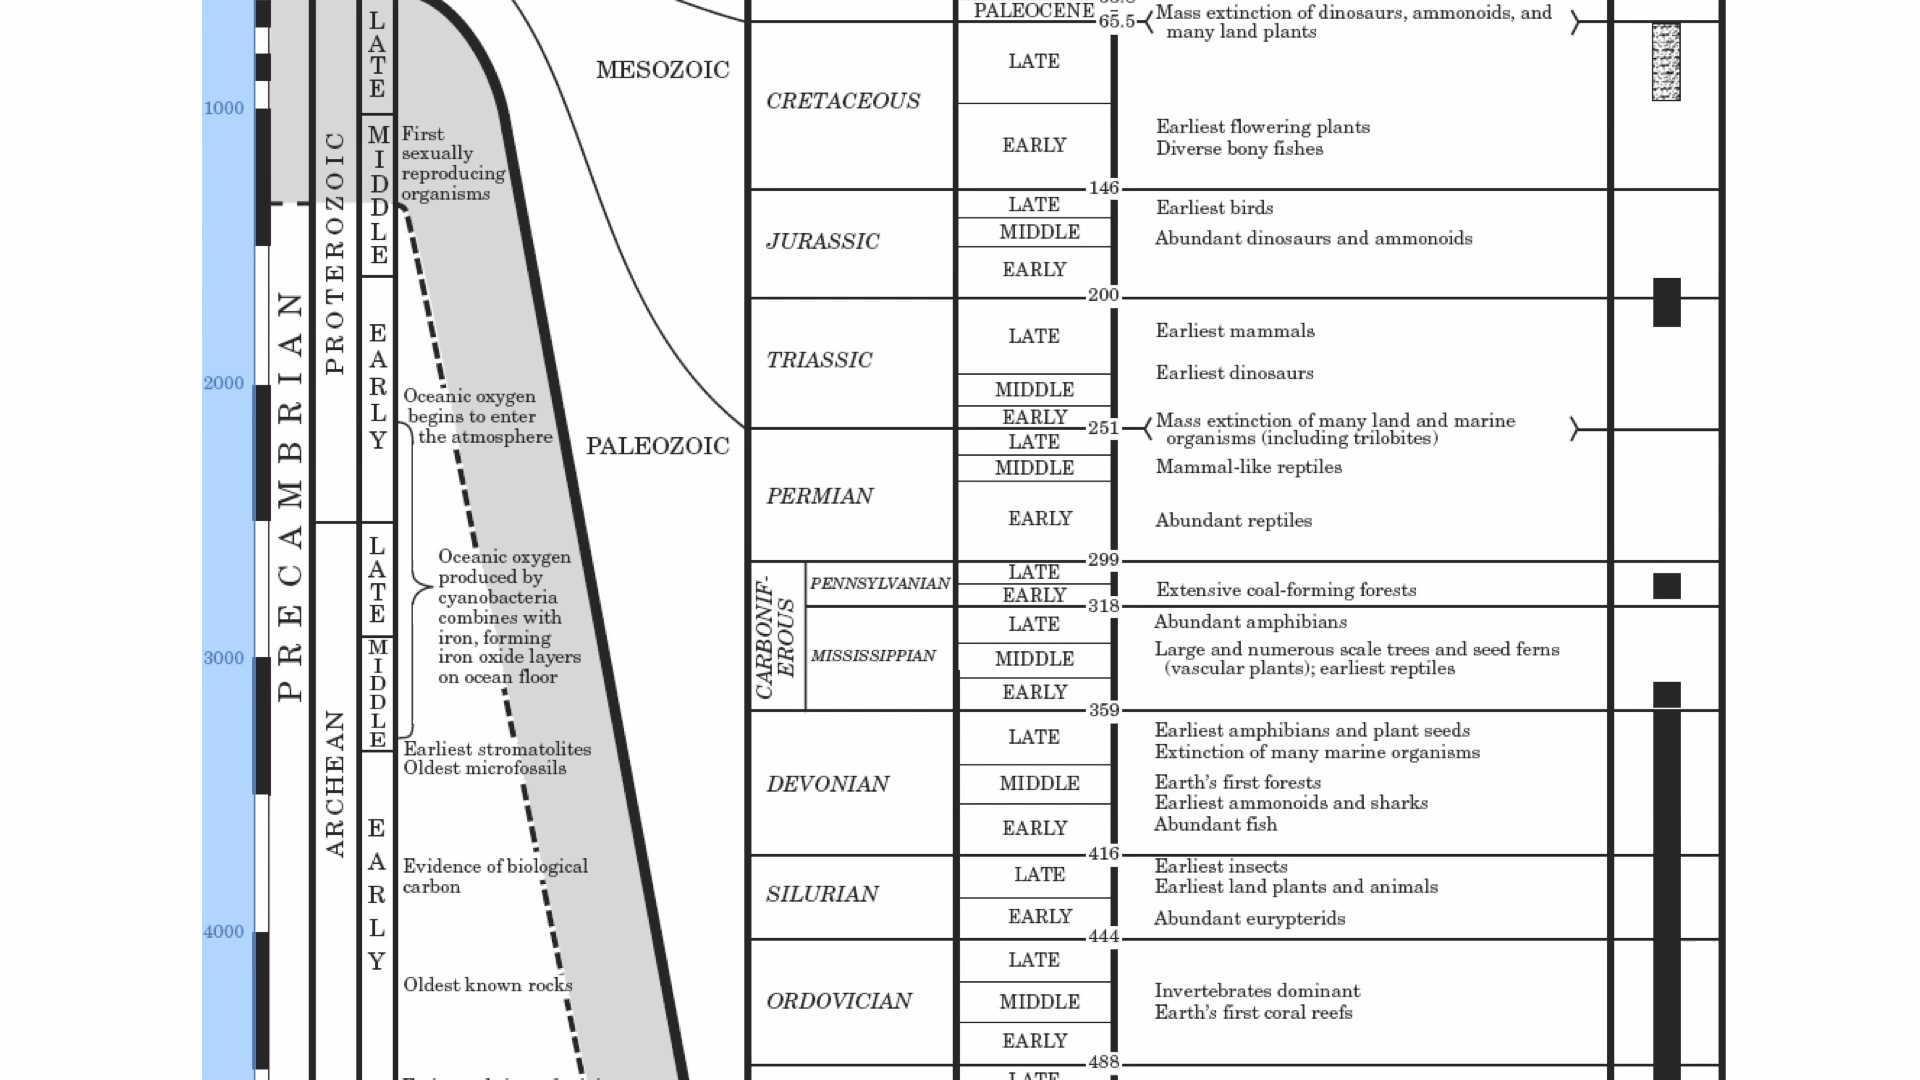 1000
2000
3000
4000
PRECAMBRIAN
PROTEROZOIC
ARCHEAN
LATE
MIDDLE
EARLY
LATE
MIDDLE
EARLY
First
sexually
reproducing
organisms
Oceanic oxygen
begins to enter
the atmosphere
Oceanic oxygen
produced by
cyanobacteria
combines with
iron, forming
iron oxide layers
on ocean floor
Earliest stromatolites
Oldest microfossils
Evidence of biological
carbon
Oldest known rocks
MESOZOIC
PALEOZOIC
PALEOCENE
65.5
Mass extinction of dinosaurs, ammonoids, and
many land plants
CRETACEOUS
LATE
EARLY
Earliest flowering plants
Diverse bony fishes
146
JURASSIC
LATE
MIDDLE
EARLY
Earliest birds
Abundant dinosaurs and ammonoids
200
TRIASSIC
LATE
MIDDLE
EARLY
Earliest mammals
Earliest dinosaurs
251
Mass extinction of many land and marine
organisms (including trilobites)
PERMIAN
LATE
MIDDLE
EARLY
Mammal-like reptiles
Abundant reptiles
299
CARBONIF-
EROUS
PENNSYLVANIAN
LATE
EARLY
Extensive coal-forming forests
318
MISSISSIPPIAN
LATE
MIDDLE
EARLY
Abundant amphibians
Large and numerous scale trees and seed ferns
(vascular plants); earliest reptiles
359
DEVONIAN
LATE
MIDDLE
EARLY
Earliest amphibians and plant seeds
Extinction of many marine organisms
Earth's first forests
Earliest ammonoids and sharks
Abundant fish
416
SILURIAN
LATE
EARLY
Earliest insects
Earliest land plants and animals
Abundant eurypterids
444
ORDOVICIAN
LATE
MIDDLE
EARLY
Invertebrates dominant
Earth's first coral reefs
488
LATE